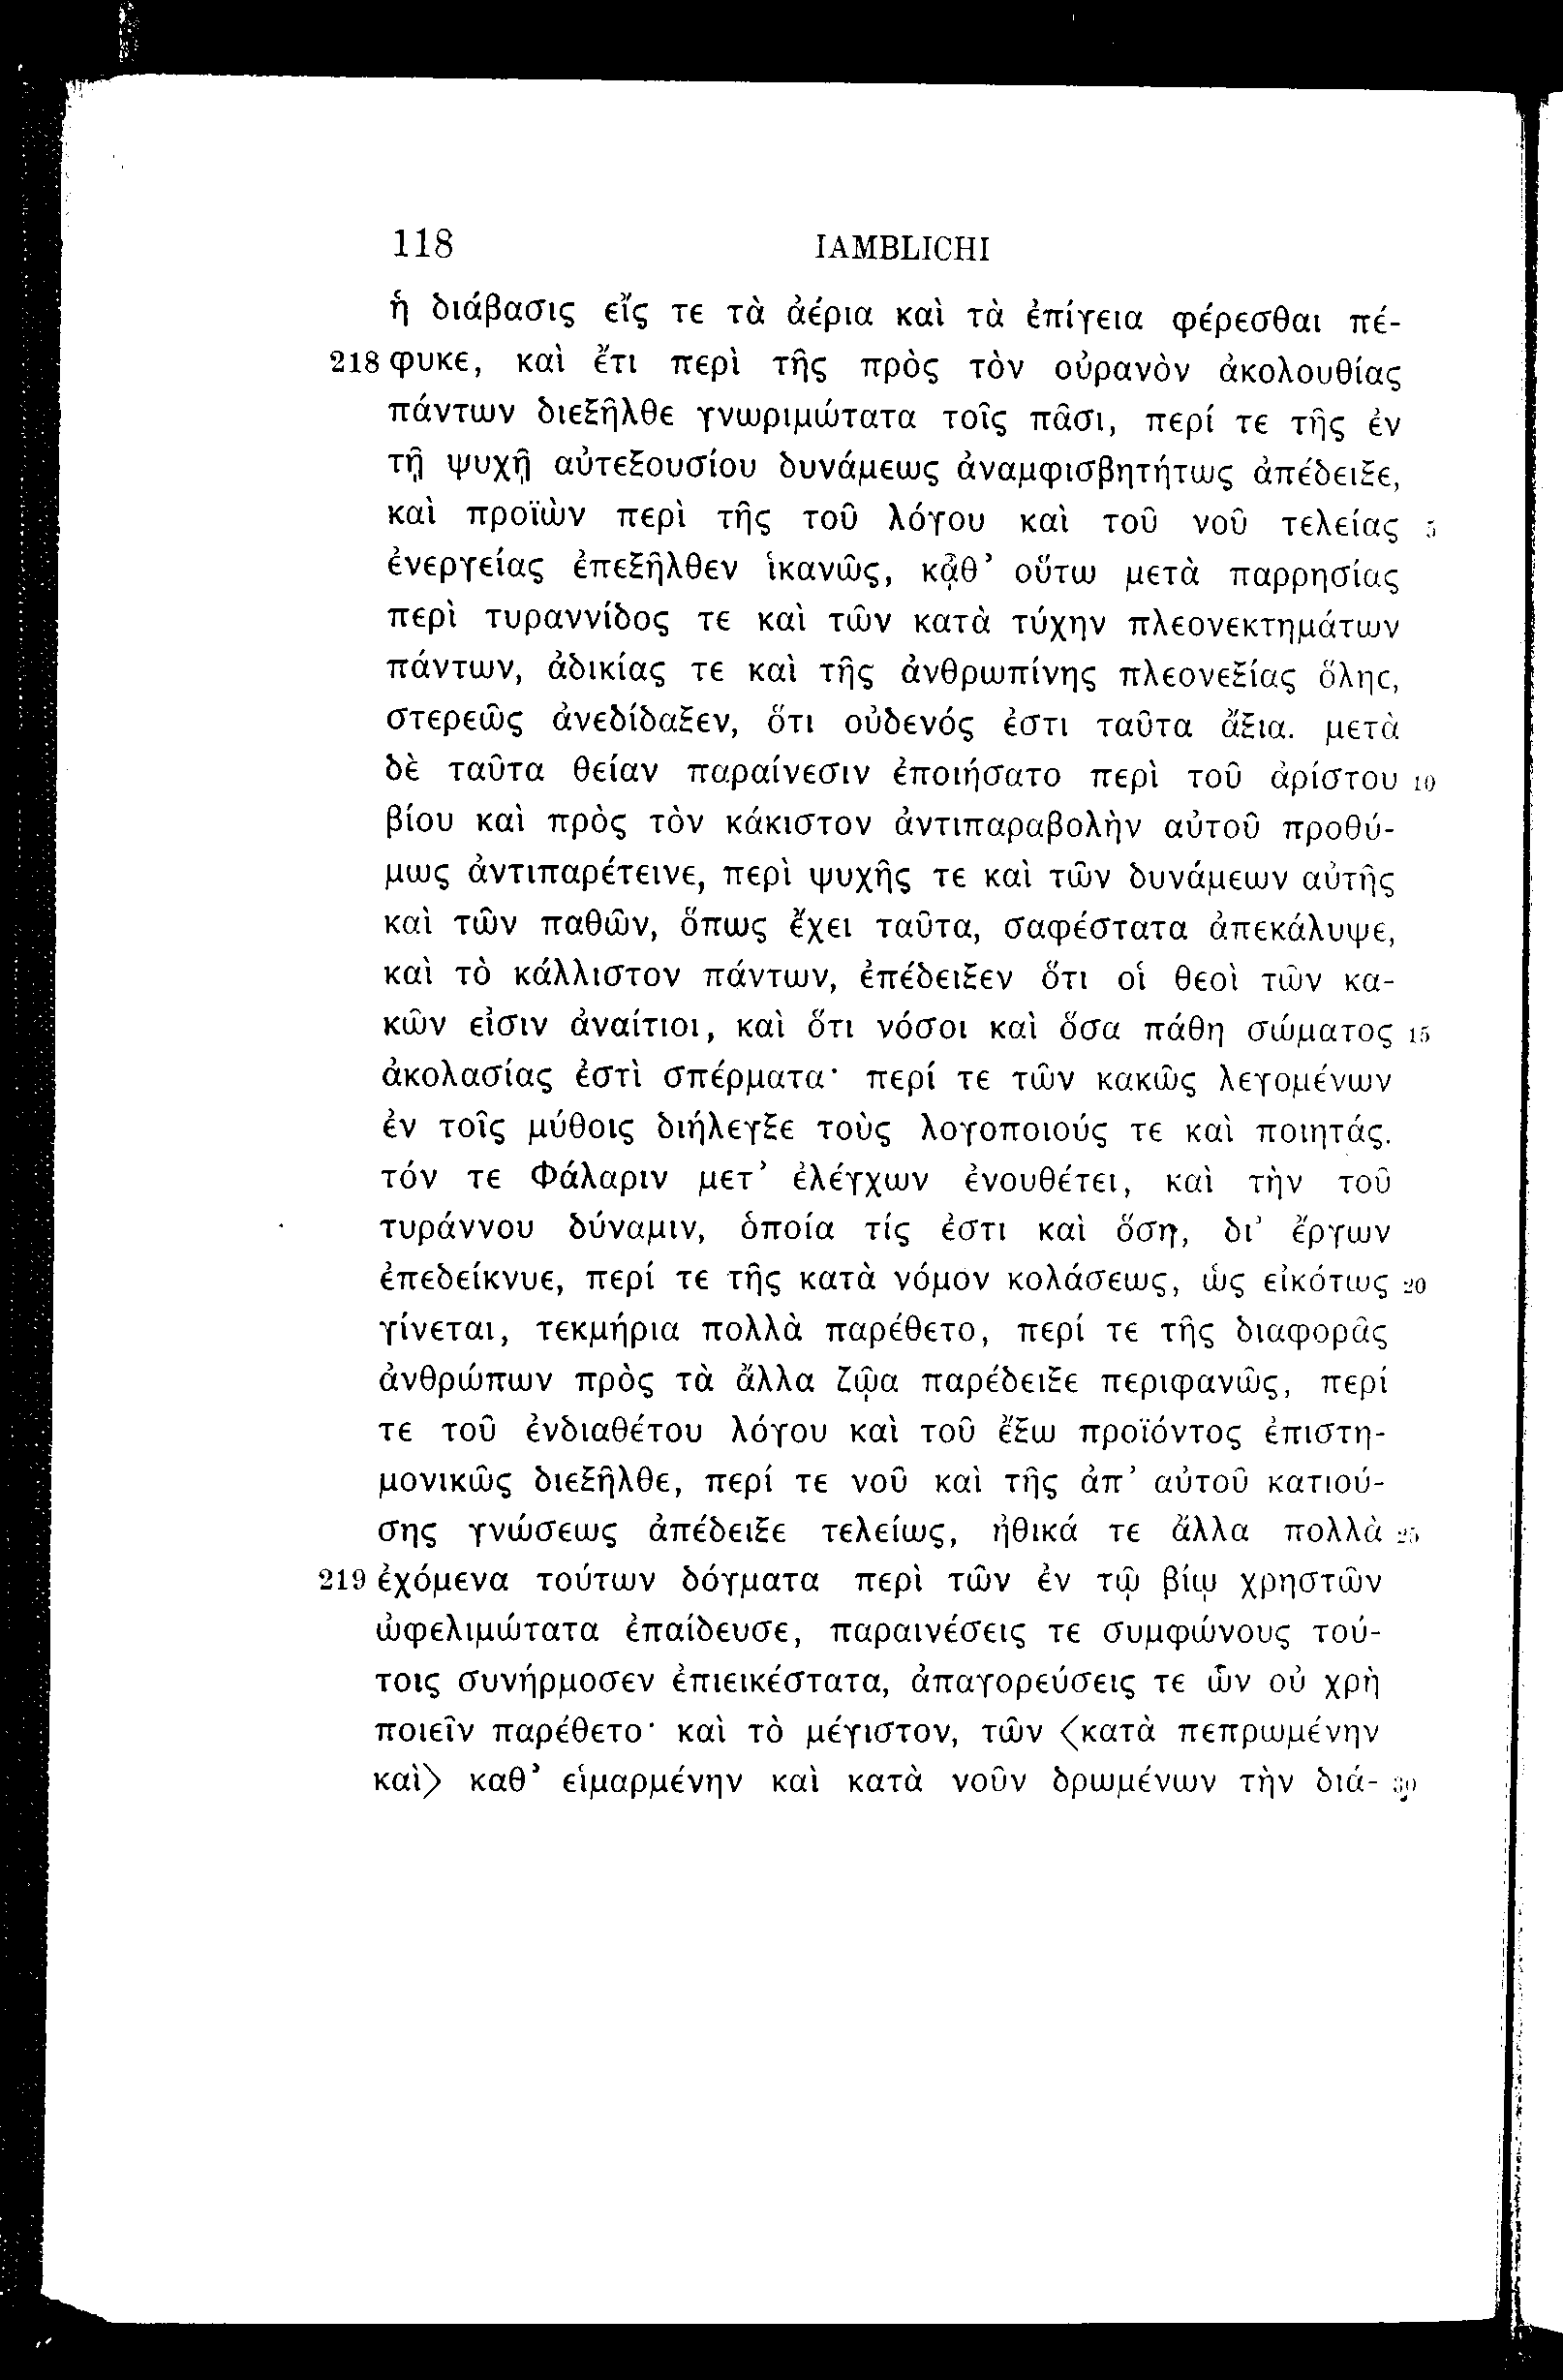 118 IAMBLICHI
ἡ διάβασις εἴς τε τὰ ἀέρια καὶ τὰ ἐπίγεια φέρεσθαι πέ-
218 φυκε, καὶ ἔτι περὶ τῆς πρὸς τὸν οὐρανὸν ἀκολουθίας
πάντων διεξῆλθε γνωριμώτατα τοῖς πᾶσι, περί τε τῆς ἐν
τῇ ψυχῇ αὐτεξουσίου δυνάμεως ἀναμφισβητήτως ἀπέδειξε,
καὶ προϊὼν περὶ τῆς τοῦ λόγου καὶ τοῦ νοῦ τελείας 5
ἐνεργείας ἐπεξῆλθεν ἱκανῶς, κᾆθ’ οὕτω μετὰ παρρησίας
περὶ τυραννίδος τε καὶ τῶν κατὰ τύχην πλεονεκτημάτων
πάντων, ἀδικίας τε καὶ τῆς ἀνθρωπίνης πλεονεξίας ὅλης,
στερεῶς ἀνεδίδαξεν, ὅτι οὐδενός ἐστι ταῦτα ἄξια. μετὰ
δὲ ταῦτα θείαν παραίνεσιν ἐποιήσατο περὶ τοῦ ἀρίστου 10
βίου καὶ πρὸς τὸν κάκιστον ἀντιπαραβολὴν αὐτοῦ προθύ-
μως ἀντιπαρέτεινε, περὶ ψυχῆς τε καὶ τῶν δυνάμεων αὐτῆς
καὶ τῶν παθῶν, ὅπως ἔχει ταῦτα, σαφέστατα ἀπεκάλυψε,
καὶ τὸ κάλλιστον πάντων, ἐπέδειξεν ὅτι οἱ θεοὶ τῶν κα-
κῶν εἰσιν ἀναίτιοι, καὶ ὅτι νόσοι καὶ ὅσα πάθη σώματος 15
ἀκολασίας ἐστὶ σπέρματα· περί τε τῶν κακῶς λεγομένων
ἐν τοῖς μύθοις διήλεγξε τοὺς λογοποιούς τε καὶ ποιητάς.
τόν τε Φάλαριν μετ’ ἐλέγχων ἐνουθέτει, καὶ τὴν τοῦ
τυράννου δύναμιν, ὁποία τίς ἐστι καὶ ὅση, δι’ ἔργων
ἐπεδείκνυε, περί τε τῆς κατὰ νόμον κολάσεως, ὡς εἰκότως 20
γίνεται, τεκμήρια πολλὰ παρέθετο, περί τε τῆς διαφορᾶς
ἀνθρώπων πρὸς τὰ ἄλλα ζῷα παρέδειξε περιφανῶς, περί
τε τοῦ ἐνδιαθέτου λόγου καὶ τοῦ ἔξω προϊόντος ἐπιστη-
μονικῶς διεξῆλθε, περί τε νοῦ καὶ τῆς ἀπ’ αὐτοῦ κατιού-
σης γνώσεως ἀπέδειξε τελείως, ἠθικά τε ἄλλα πολλὰ 25
219 ἐχόμενα τούτων δόγματα περὶ τῶν ἐν τῷ βίῳ χρηστῶν
ὠφελιμώτατα ἐπαίδευσε, παραινέσεις τε συμφώνους τού-
τοις συνήρμοσεν ἐπιεικέστατα, ἀπαγορεύσεις τε ὧν οὐ χρὴ
ποιεῖν παρέθετο· καὶ τὸ μέγιστον, τῶν ⟨κατὰ πεπρωμένην
καὶ⟩ καθ’ εἱμαρμένην καὶ κατὰ νοῦν δρωμένων τὴν διά- 30